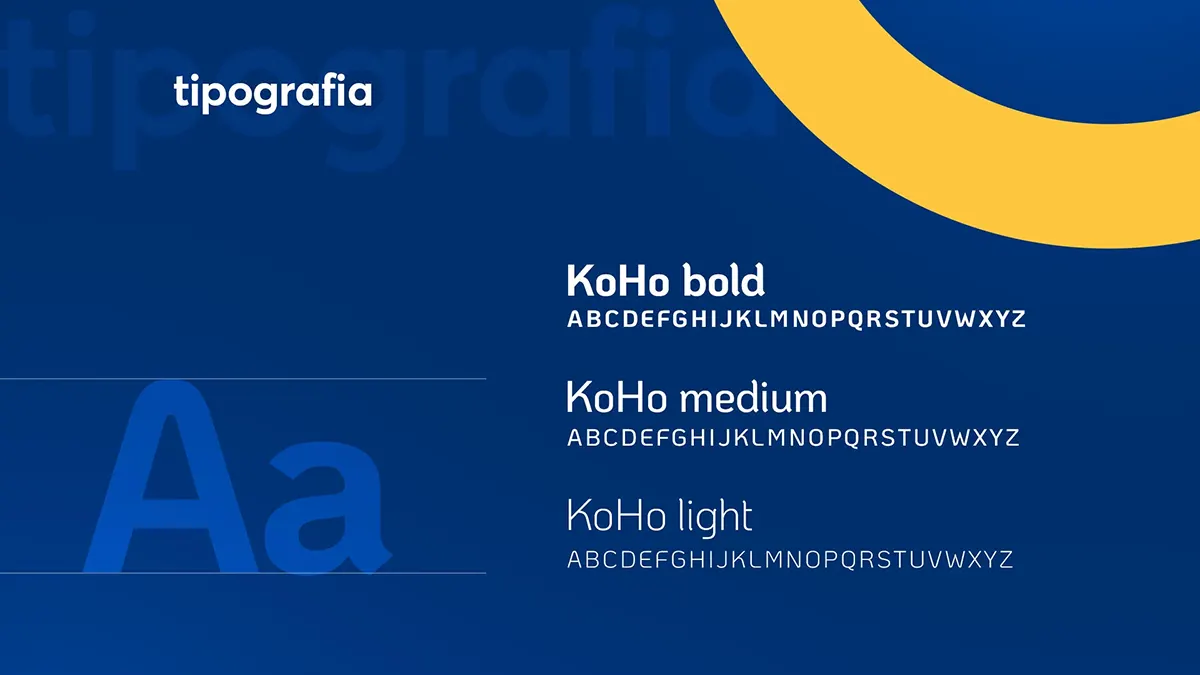 tipografia
tipografia
KoHo bold
ABCDEFGHIJKLMNOPQRSTUVWXYZ
KoHo medium
ABCDEFGHIJKLMNOPQRSTUVWXYZ
Aa
KoHo light
ABCDEFGHIJKLMNOPQRSTUVWXYZ